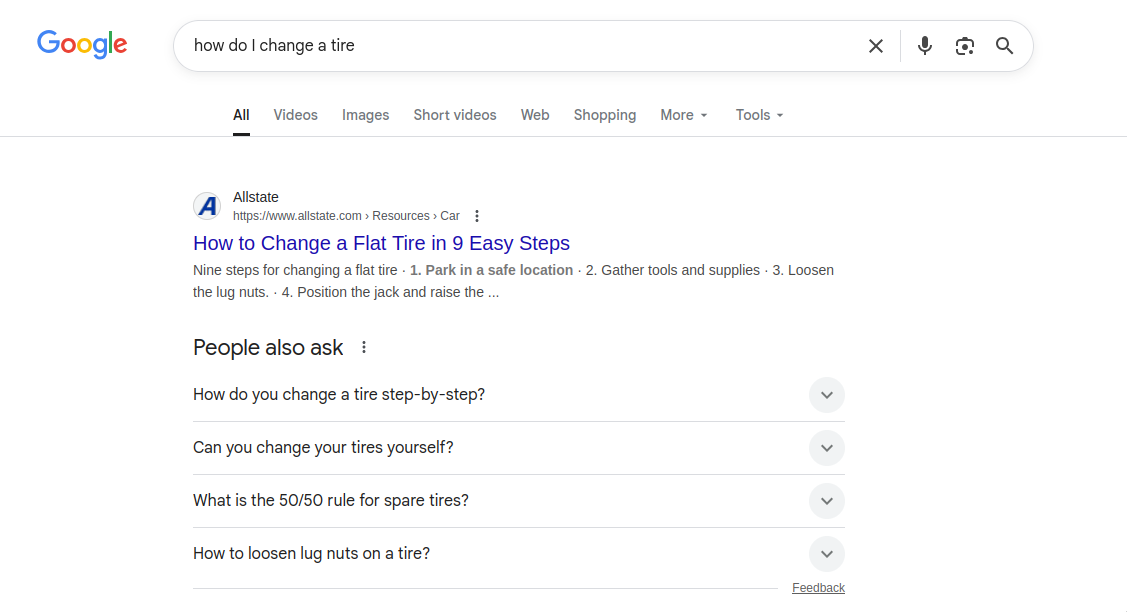 Google
how do I change a tire
All Videos Images Short videos Web Shopping More Tools
A
Allstate
https://www.allstate.com › Resources › Car
How to Change a Flat Tire in 9 Easy Steps
Nine steps for changing a flat tire · 1. Park in a safe location · 2. Gather tools and supplies · 3. Loosen
the lug nuts. · 4. Position the jack and raise the ...
People also ask
How do you change a tire step-by-step?
Can you change your tires yourself?
What is the 50/50 rule for spare tires?
How to loosen lug nuts on a tire?
Feedback